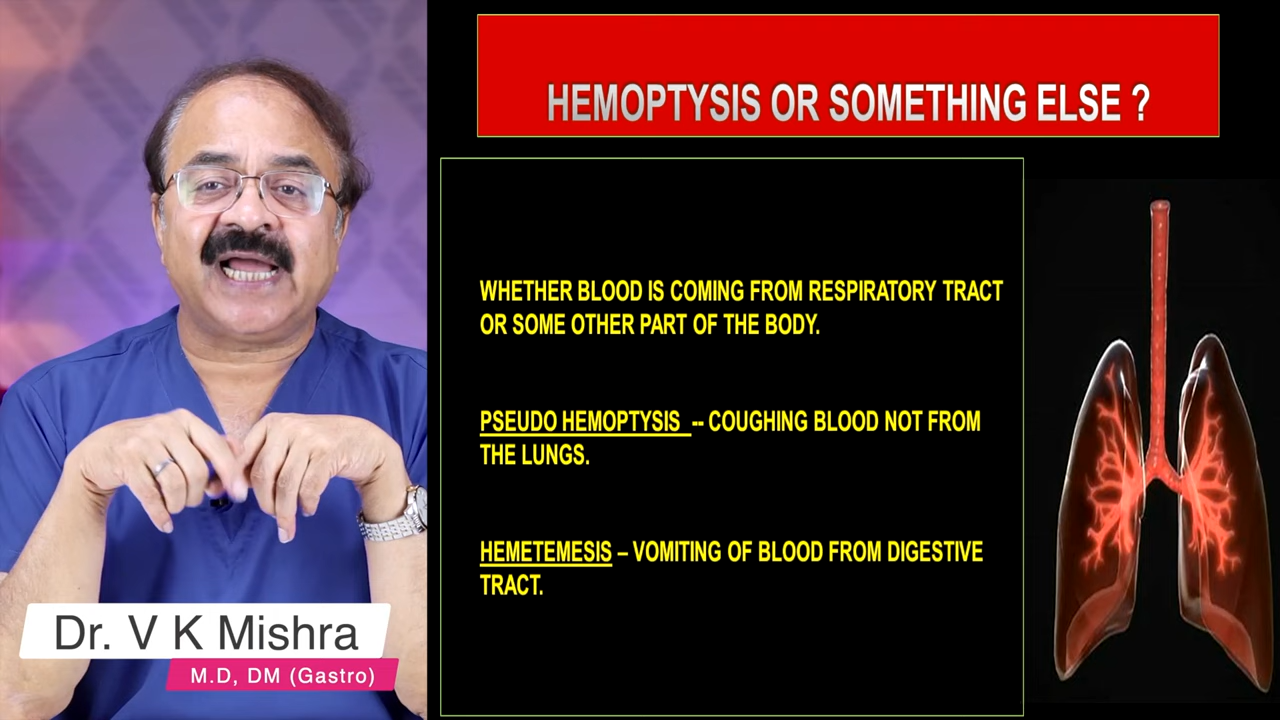 HEMOPTYSIS OR SOMETHING ELSE ?
WHETHER BLOOD IS COMING FROM RESPIRATORY TRACT
OR SOME OTHER PART OF THE BODY.
PSEUDO HEMOPTYSIS -- COUGHING BLOOD NOT FROM
THE LUNGS.
HEMETEMESIS – VOMITING OF BLOOD FROM DIGESTIVE
TRACT.
Dr. V K Mishra
M.D, DM (Gastro)